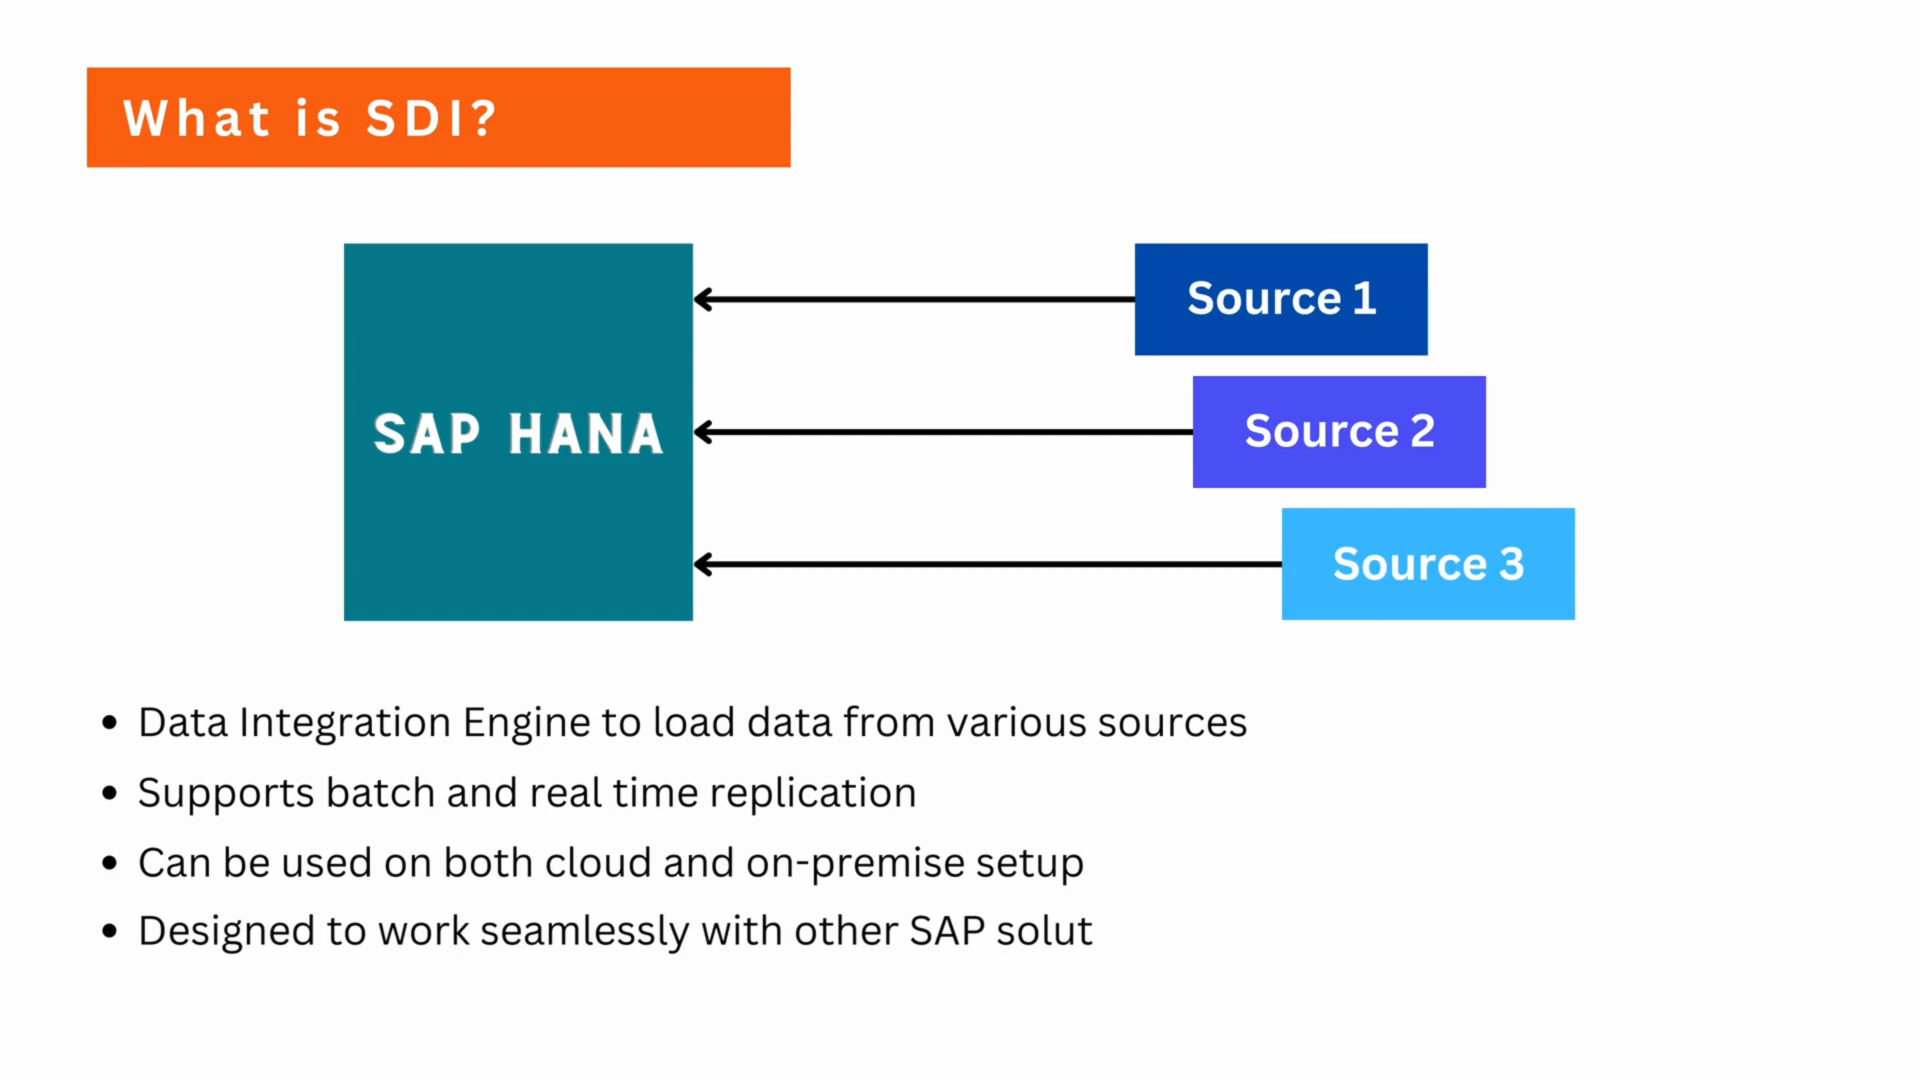 What is SDI?
SAP HANA
Source 1
Source 2
Source 3
• Data Integration Engine to load data from various sources
• Supports batch and real time replication
• Can be used on both cloud and on-premise setup
• Designed to work seamlessly with other SAP solut